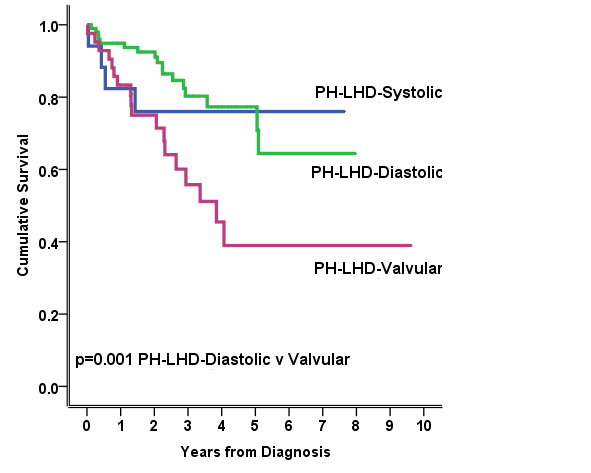 1.0
PH-LHD-Systolic
0.8
PH-LHD-Diastolic
0.6
0.4
PH-LHD-Valvular
0.2
p=0.001 PH-LHD-Diastolic v Valvular
0.0
Cumulative Survival
0 1 2 3 4 5 6 7 8 9 10
Years from Diagnosis